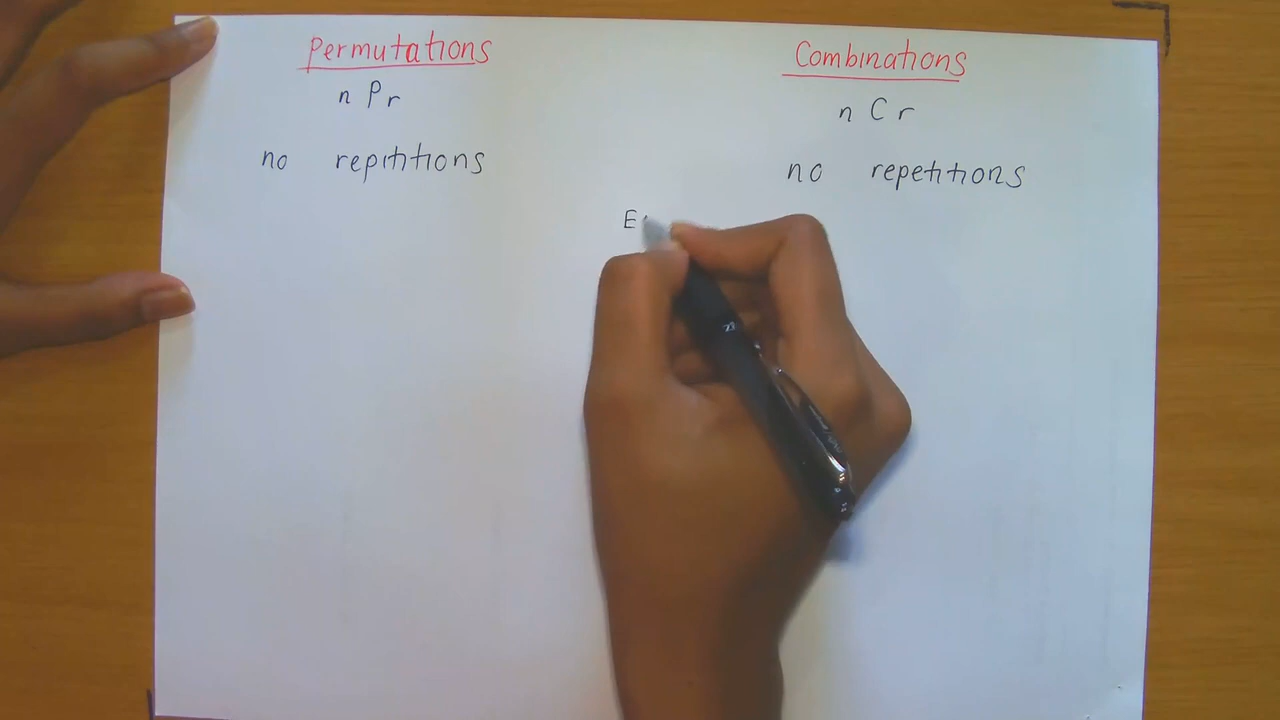 Permutations
n P r
no repititions
Combinations
n C r
no repetitions
E